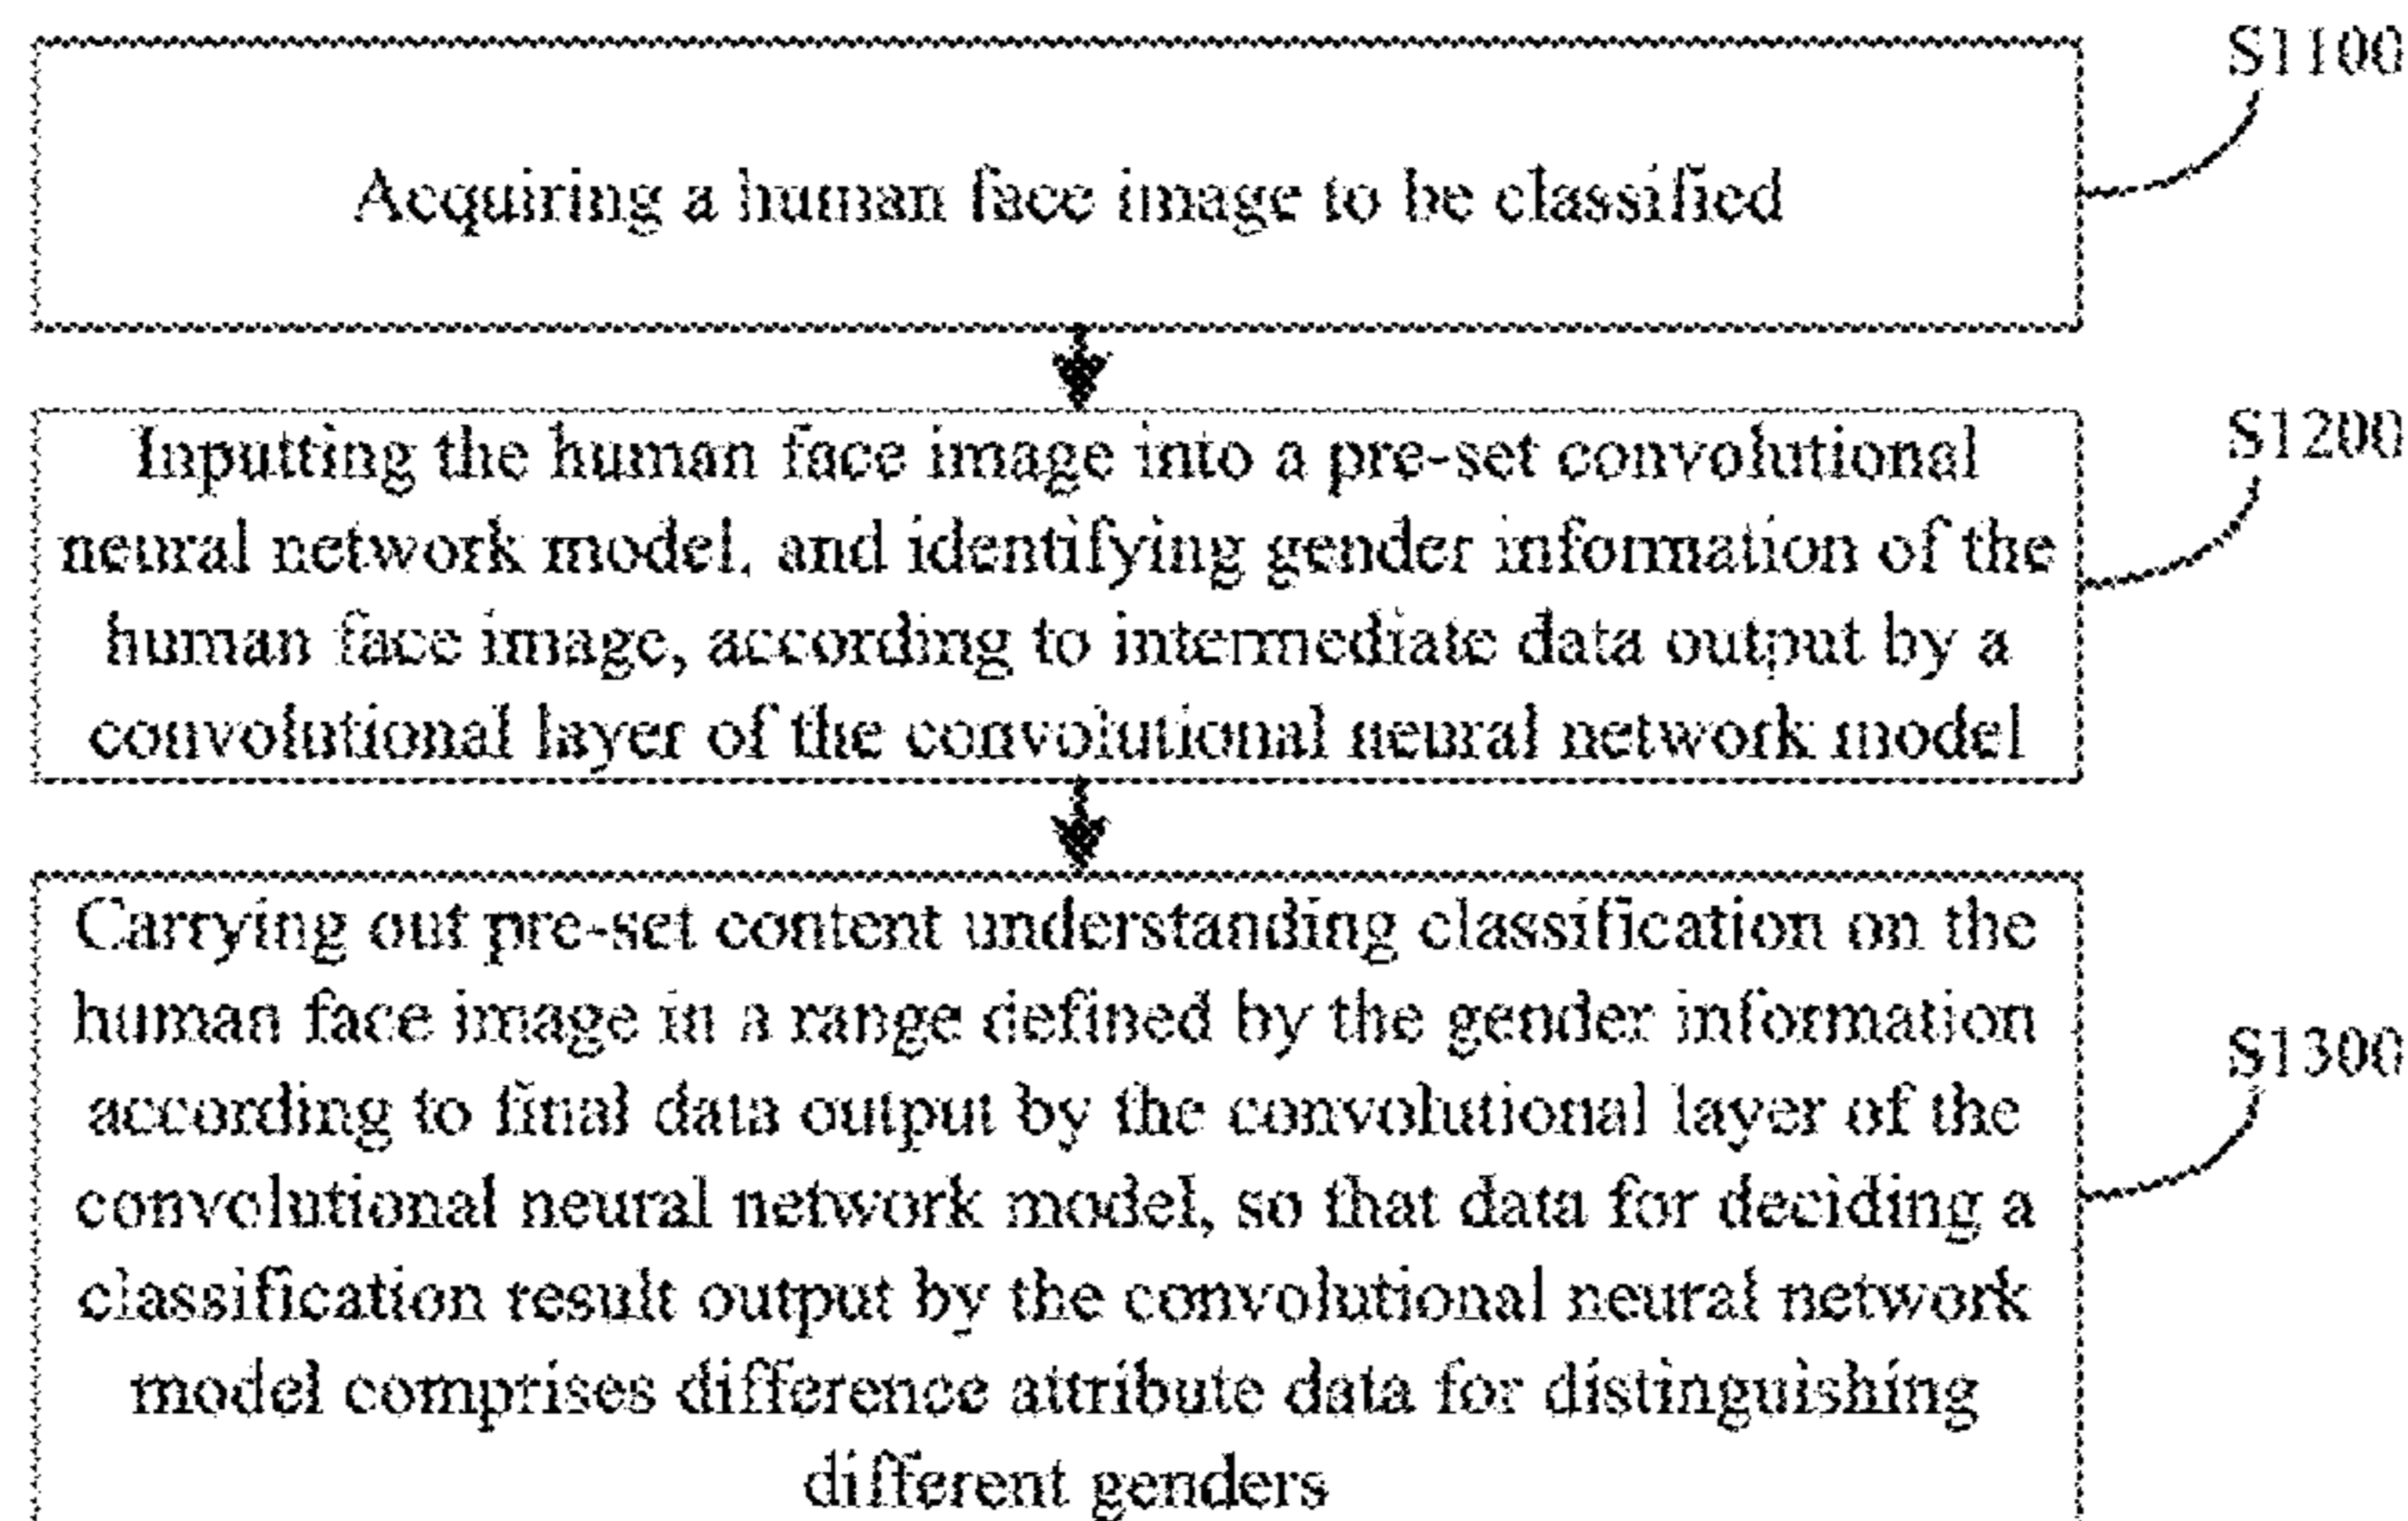 S1100
Acquiring a human face image to be classified
S1200
Inputting the human face image into a pre-set convolutional
neural network model, and identifying gender information of the
human face image, according to intermediate data output by a
convolutional layer of the convolutional neural network model
Carrying out pre-set content understanding classification on the
human face image in a range defined by the gender information
S1300
according to final data output by the convolutional layer of the
convolutional neural network model, so that data for deciding a
classification result output by the convolutional neural network
model comprises difference attribute data for distinguishing
different genders